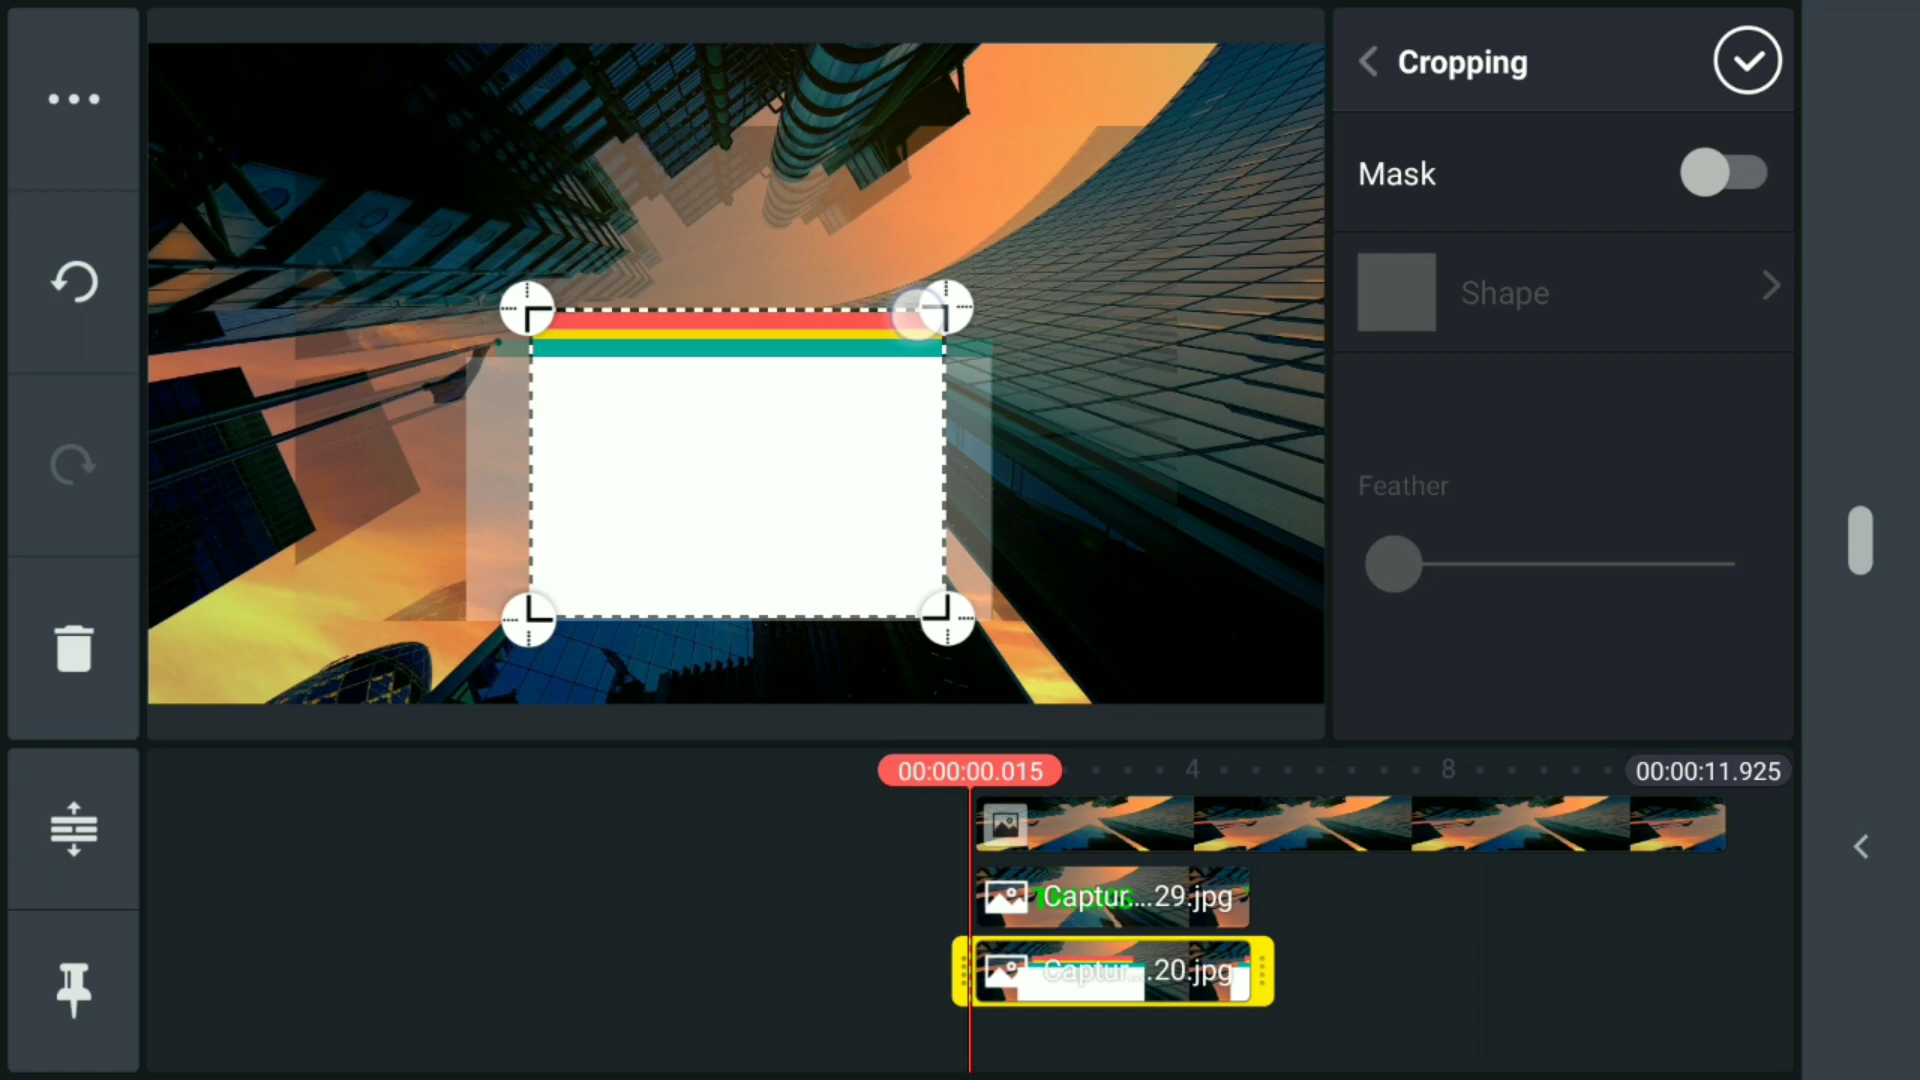 Cropping
Mask
Shape
Feather
00:00:00.015
4
8
00:00:11.925
Captur...29.jpg
Captur...20.jpg